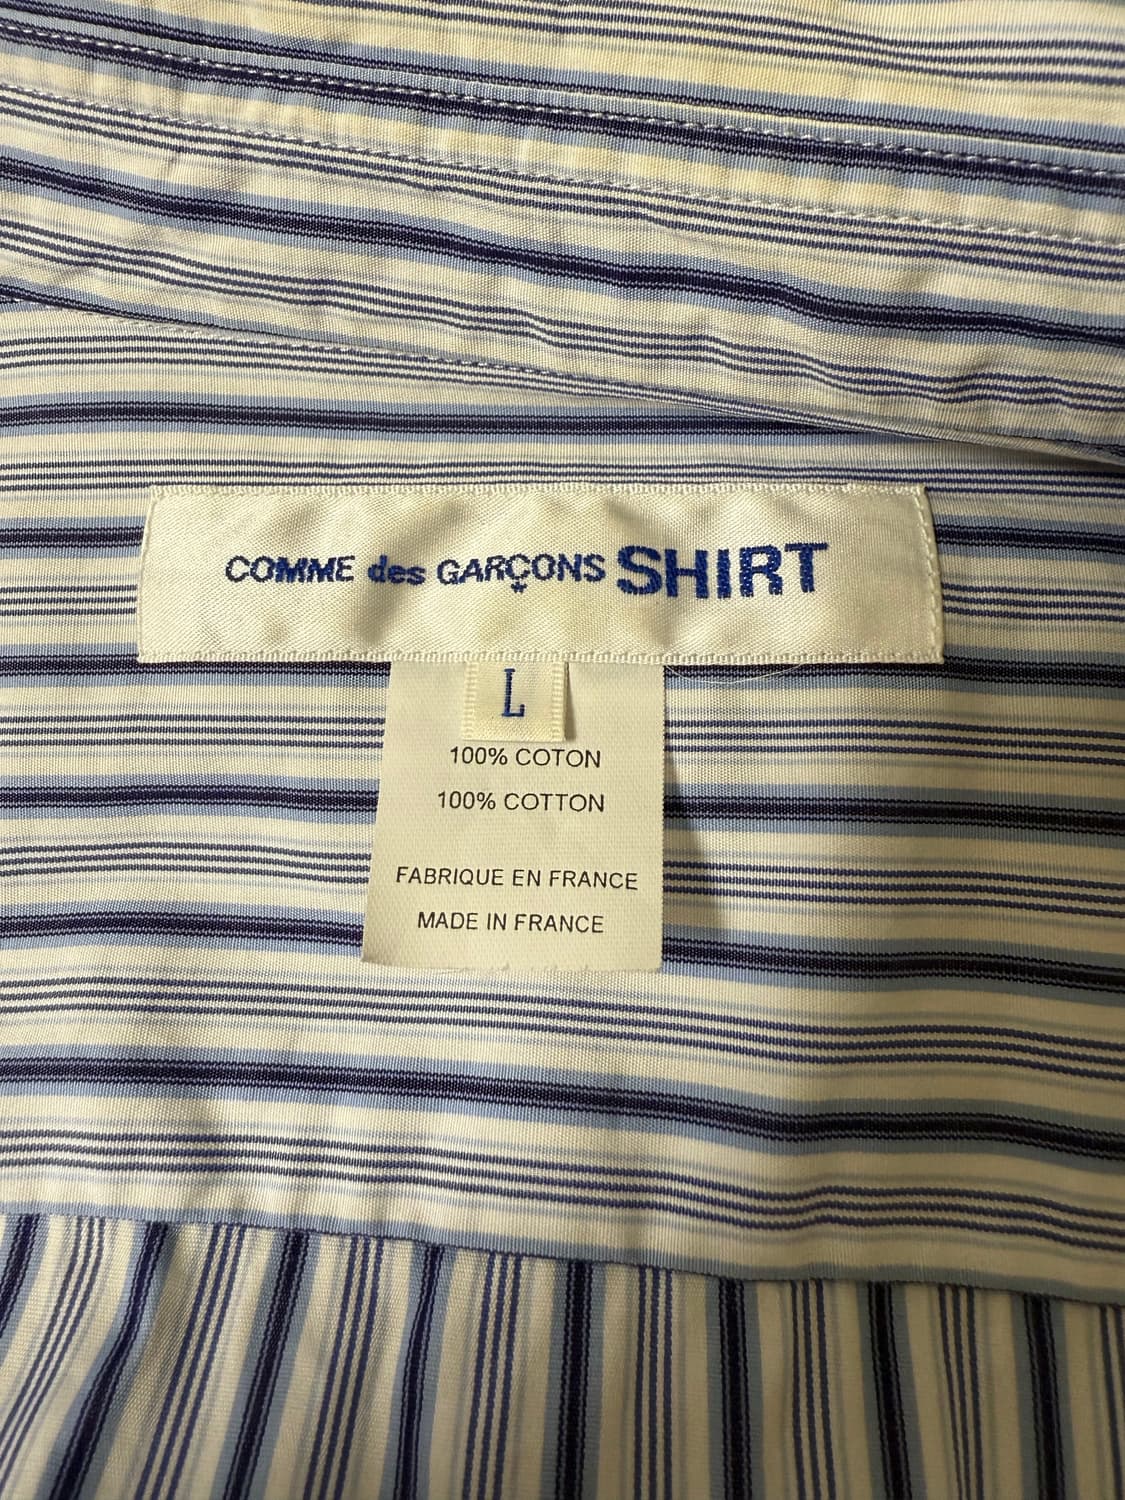 COMME des GARÇONS SHIRT
L
100% COTON
100% COTTON
FABRIQUE EN FRANCE
MADE IN FRANCE